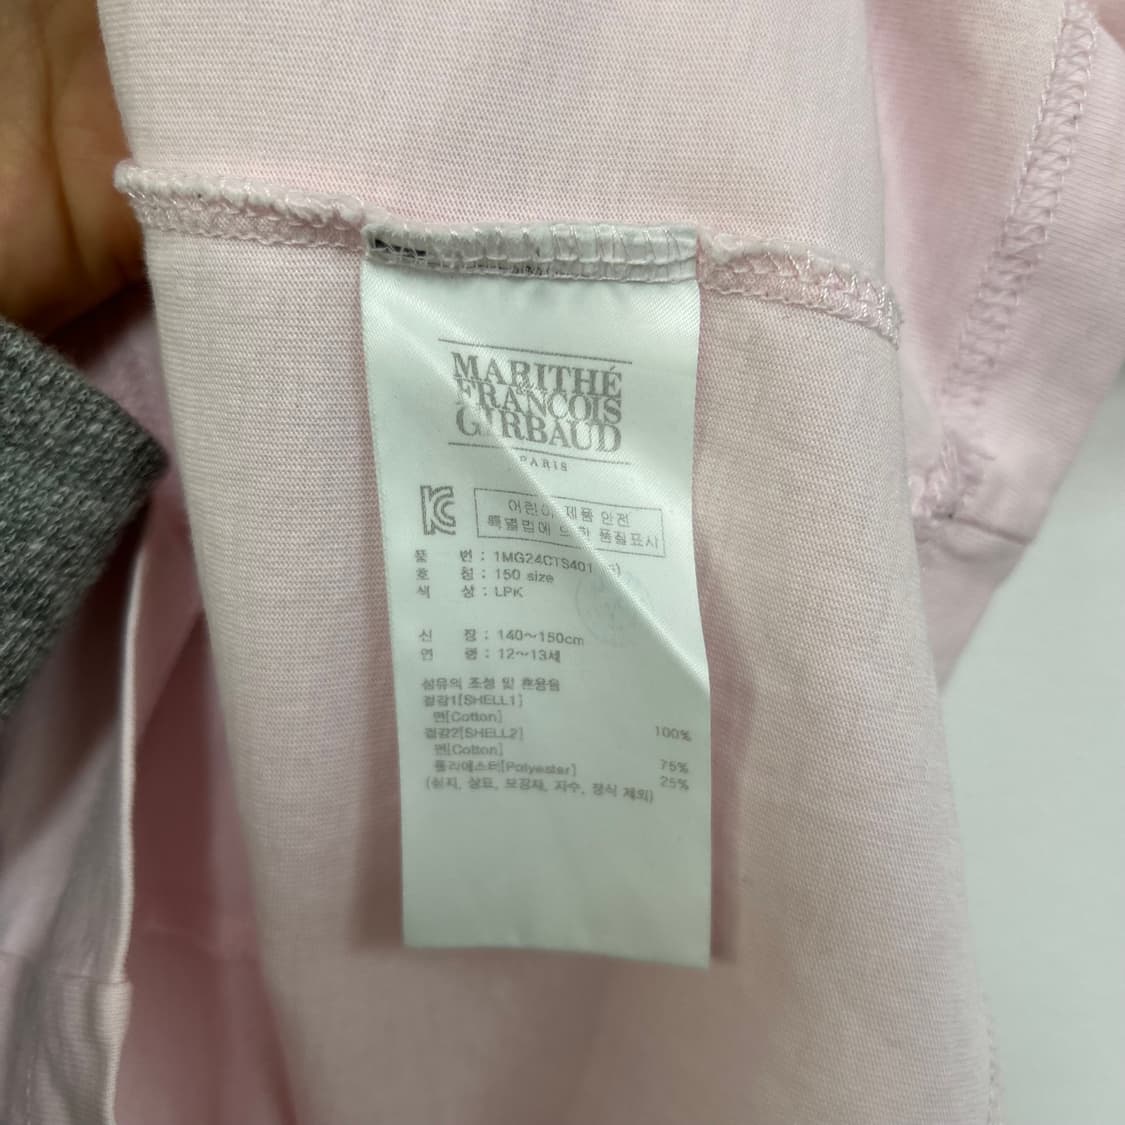 MARITHÉ
&
FRANCOIS
GIRBAUD
PARIS
어린이 제품 안전
특별법에 의한 품질표시
품 번 : 1MG24CTS401
호 칭 : 150 size
색 상 : LPK
신 장 : 140~150cm
연 령 : 12~13세
섬유의 조성 및 혼용율
겉감1[SHELL1]
면[Cotton] 100%
겉감2[SHELL2]
면[Cotton] 75%
폴리에스터[Polyester] 25%
(심지, 상표, 보강재, 자수, 장식 제외)